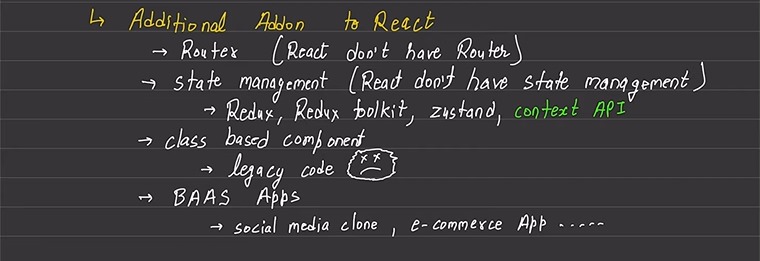 ↳ Additional Addon to React
→ Router (React don't have Router)
→ state management (React don't have state management)
→ Redux, Redux toolkit, zustand, context API
→ class based component
→ legacy code
→ BAAS Apps
→ social media clone, e-commerce App .....